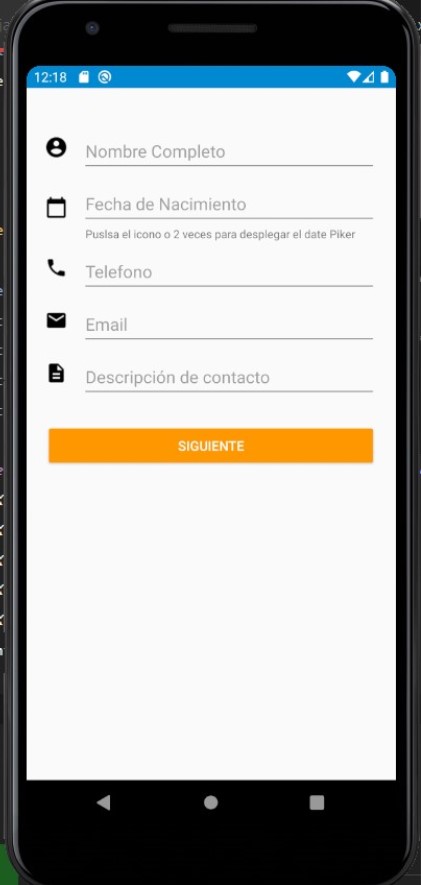 12:18
Nombre Completo
Fecha de Nacimiento
Puslsa el icono o 2 veces para desplegar el date Piker
Telefono
Email
Descripción de contacto
SIGUIENTE